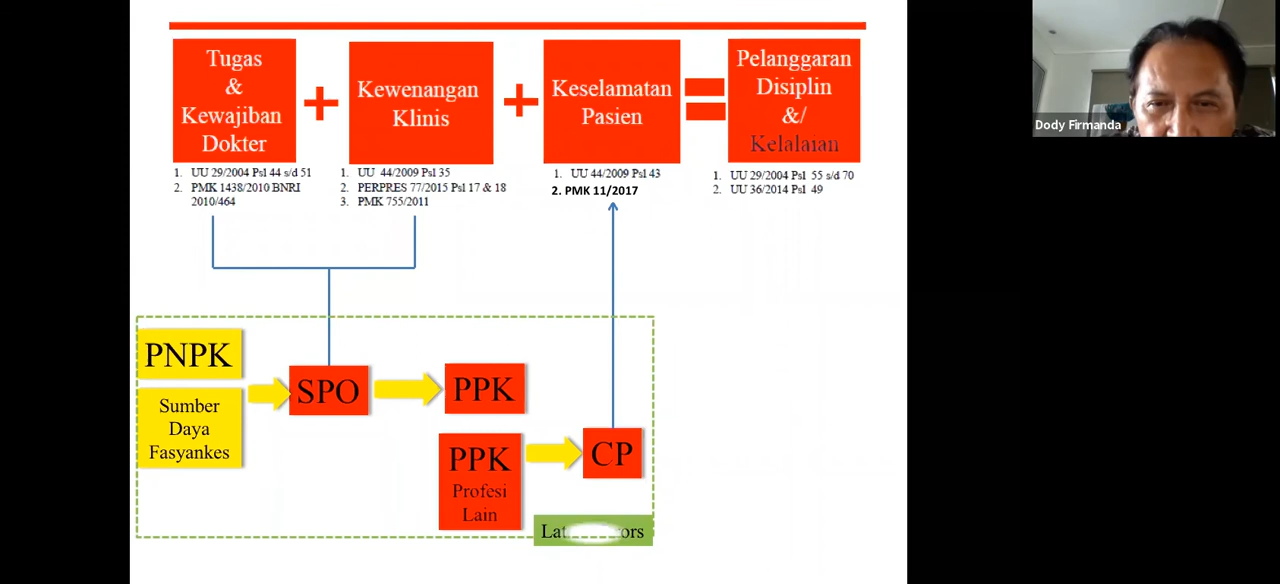 Tugas
&
Kewajiban
Dokter
+
Kewenangan
Klinis
+
Keselamatan
Pasien
=
Pelanggaran
Disiplin
&/
Kelalaian
1. UU 29/2004 Psl 44 s/d 51
2. PMK 1438/2010 BNRI
2010/464
1. UU 44/2009 Psl 35
2. PERPRES 77/2015 Psl 17 & 18
3. PMK 755/2011
1. UU 44/2009 Psl 43
2. PMK 11/2017
1. UU 29/2004 Psl 55 s/d 70
2. UU 36/2014 Psl 49
Dody Firmanda
PNPK
Sumber
Daya
Fasyankes
SPO
PPK
PPK
Profesi
Lain
CP